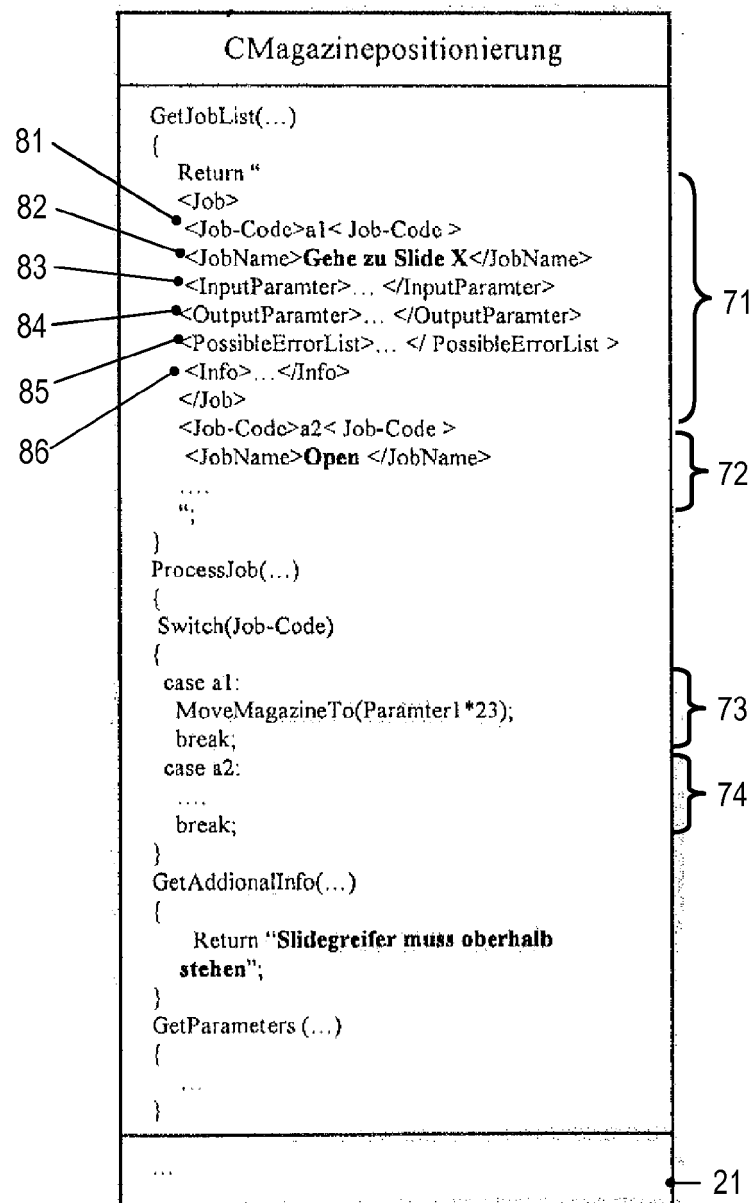 CMagazinepositionierung
GetJobList(...)
{
Return “
<Job>
81
<Job-Code>a1< Job-Code >
82
<JobName>Gehe zu Slide X</JobName>
83
<InputParamter>... </InputParamter>
71
84
<OutputParamter>... </OutputParamter>
85
<PossibleErrorList>... </ PossibleErrorList >
86
<Info>...</Info>
</Job>
<Job-Code>a2< Job-Code >
<JobName>Open </JobName>
72
....
“;
}
ProcessJob(...)
{
Switch(Job-Code)
{
case a1:
MoveMagazineTo(Paramter1*23);
73
break;
case a2:
....
74
break;
}
GetAddionalInfo(...)
{
Return “Slidegreifer muss oberhalb
stehen”;
}
GetParameters (...)
{
...
}
...
21